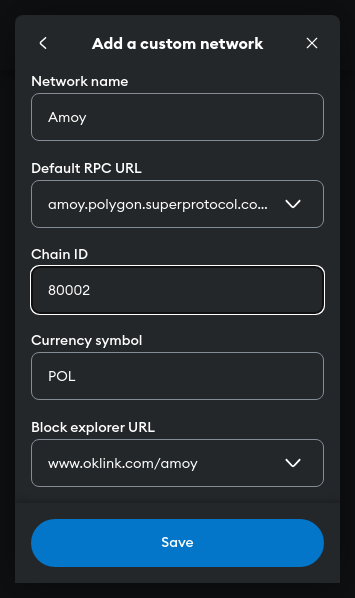 Add a custom network
Network name
Amoy
Default RPC URL
amoy.polygon.superprotocol.co...
Chain ID
80002
Currency symbol
POL
Block explorer URL
www.oklink.com/amoy
Save